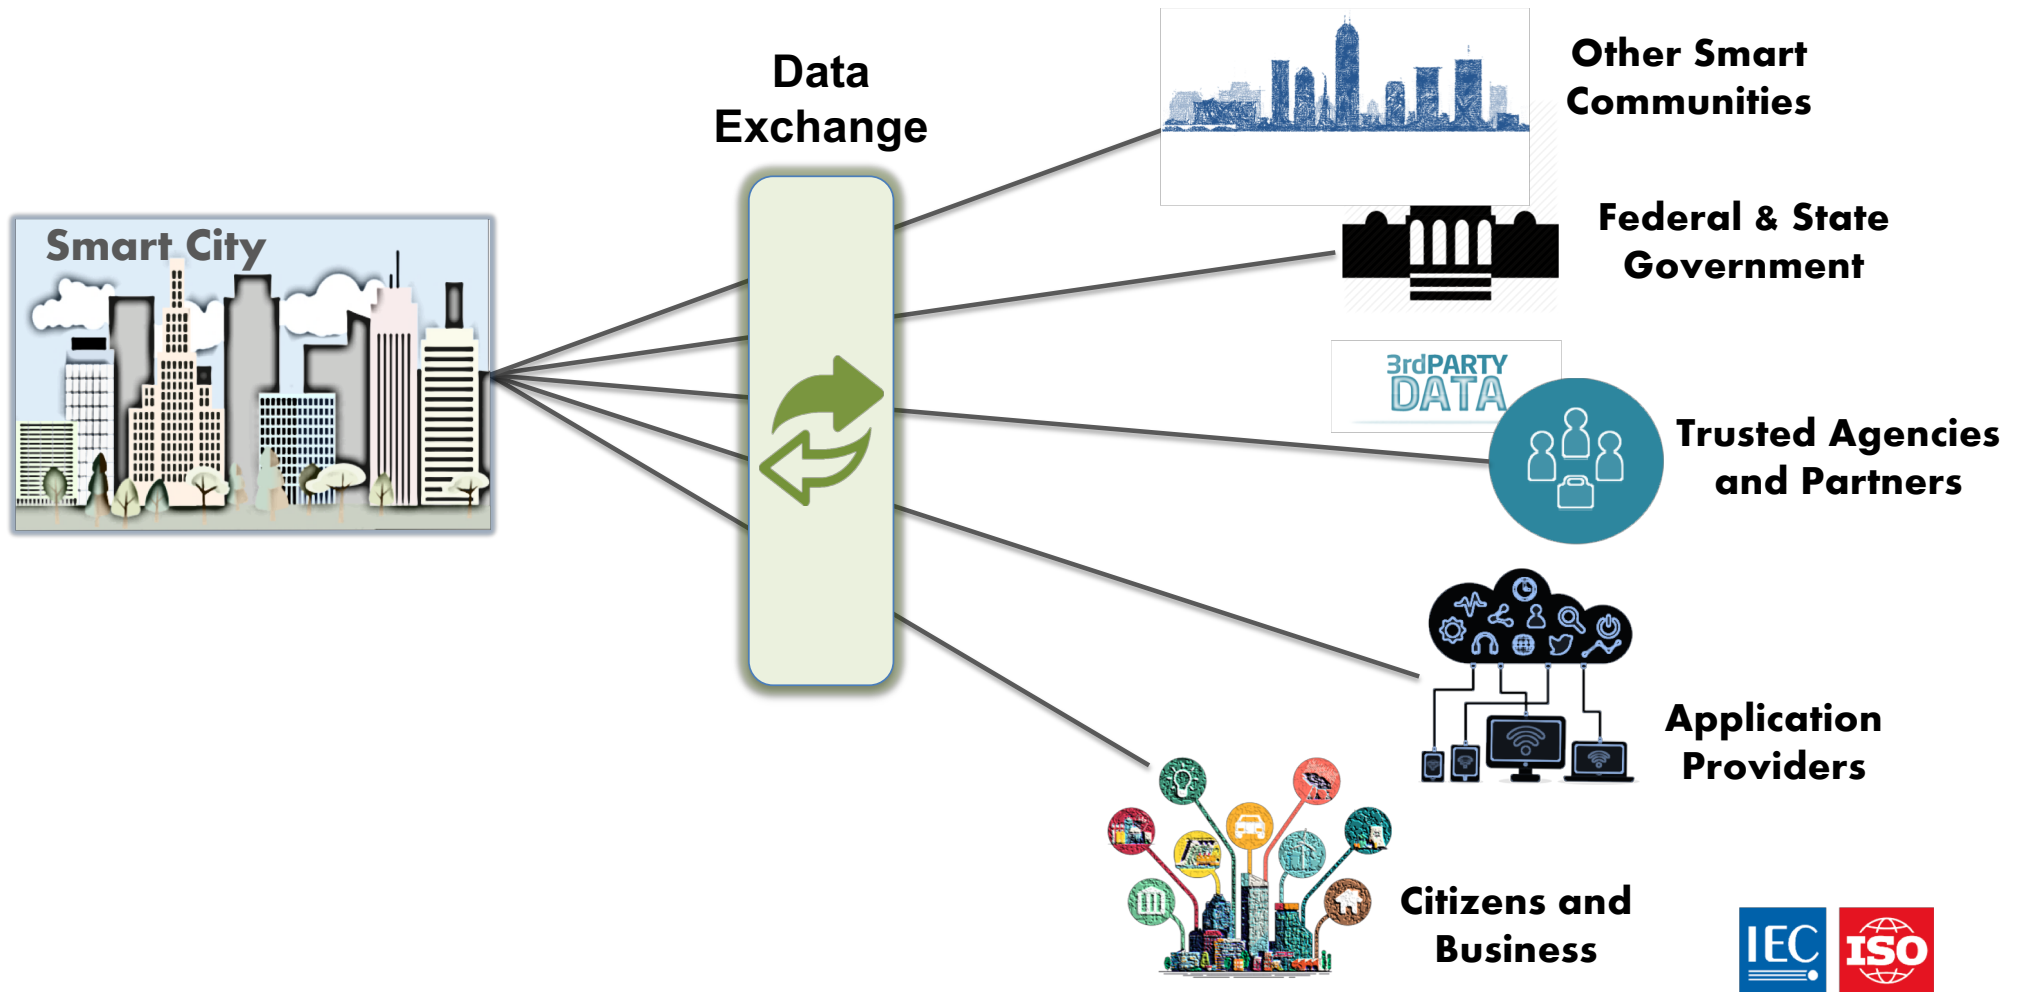 Data
Exchange
Smart City
Other Smart
Communities
Federal & State
Government
3rdPARTY
DATA
Trusted Agencies
and Partners
Application
Providers
Citizens and
Business
IEC
ISO